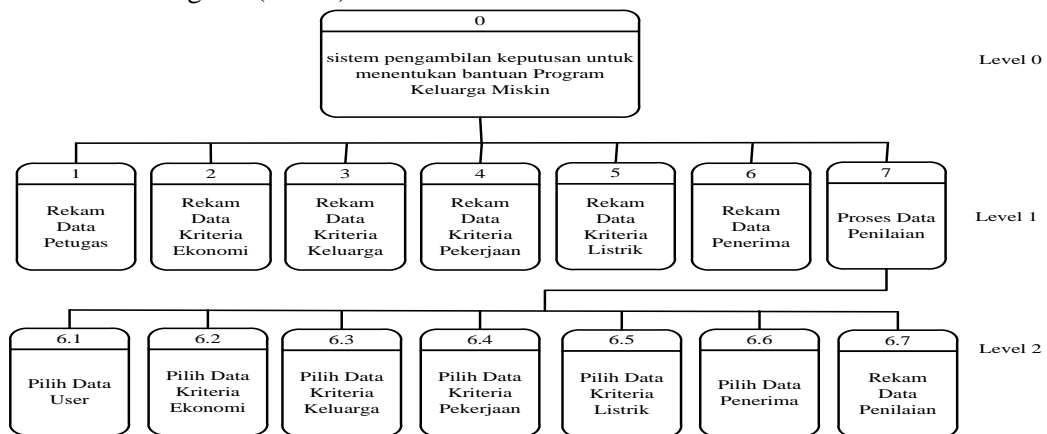 0
sistem pengambilan keputusan untuk
menentukan bantuan Program
Keluarga Miskin
Level 0
1
Rekam
Data
Petugas
2
Rekam
Data
Kriteria
Ekonomi
3
Rekam
Data
Kriteria
Keluarga
4
Rekam
Data
Kriteria
Pekerjaan
5
Rekam
Data
Kriteria
Listrik
6
Rekam
Data
Penerima
7
Proses Data
Penilaian
Level 1
6.1
Pilih Data
User
6.2
Pilih Data
Kriteria
Ekonomi
6.3
Pilih Data
Kriteria
Keluarga
6.4
Pilih Data
Kriteria
Pekerjaan
6.5
Pilih Data
Kriteria
Listrik
6.6
Pilih Data
Penerima
6.7
Rekam
Data
Penilaian
Level 2